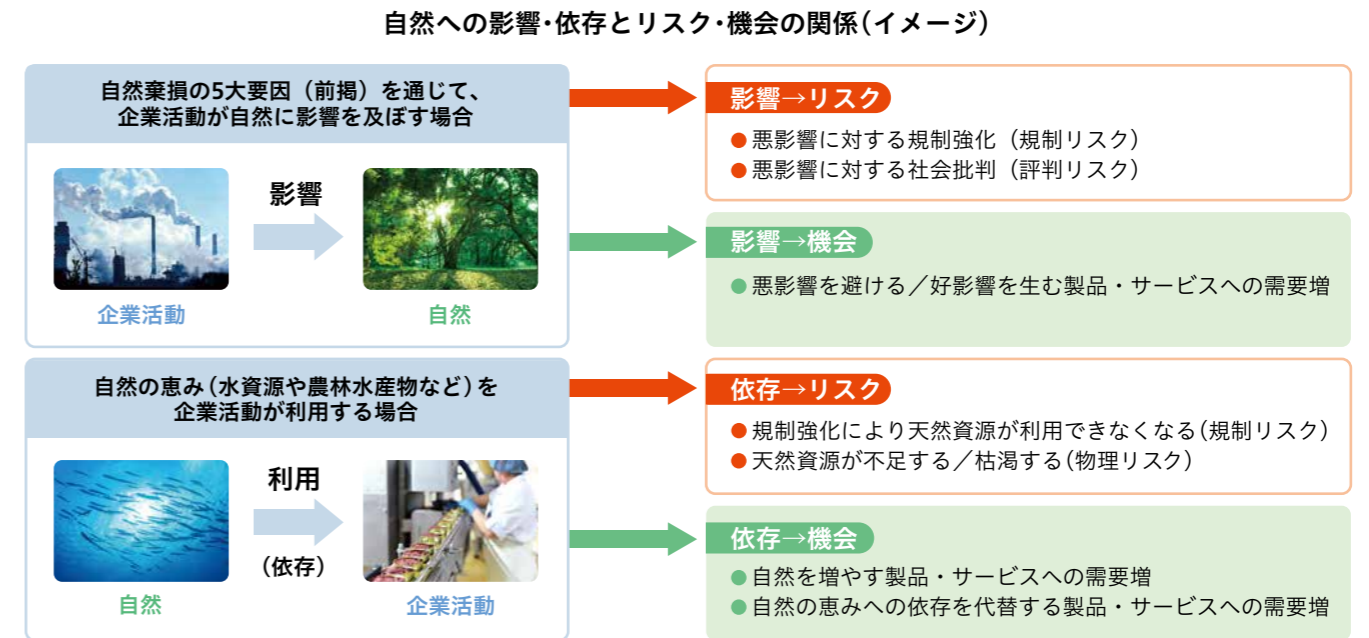 自然への影響・依存とリスク・機会の関係（イメージ）
自然棄損の5大要因（前掲）を通じて、
企業活動が自然に影響を及ぼす場合
影響
企業活動
自然
影響→リスク
●悪影響に対する規制強化（規制リスク）
●悪影響に対する社会批判（評判リスク）
影響→機会
●悪影響を避ける／好影響を生む製品・サービスへの需要増
自然の恵み（水資源や農林水産物など）を
企業活動が利用する場合
利用
（依存）
自然
企業活動
依存→リスク
●規制強化により天然資源が利用できなくなる（規制リスク）
●天然資源が不足する／枯渇する（物理リスク）
依存→機会
●自然を増やす製品・サービスへの需要増
●自然の恵みへの依存を代替する製品・サービスへの需要増